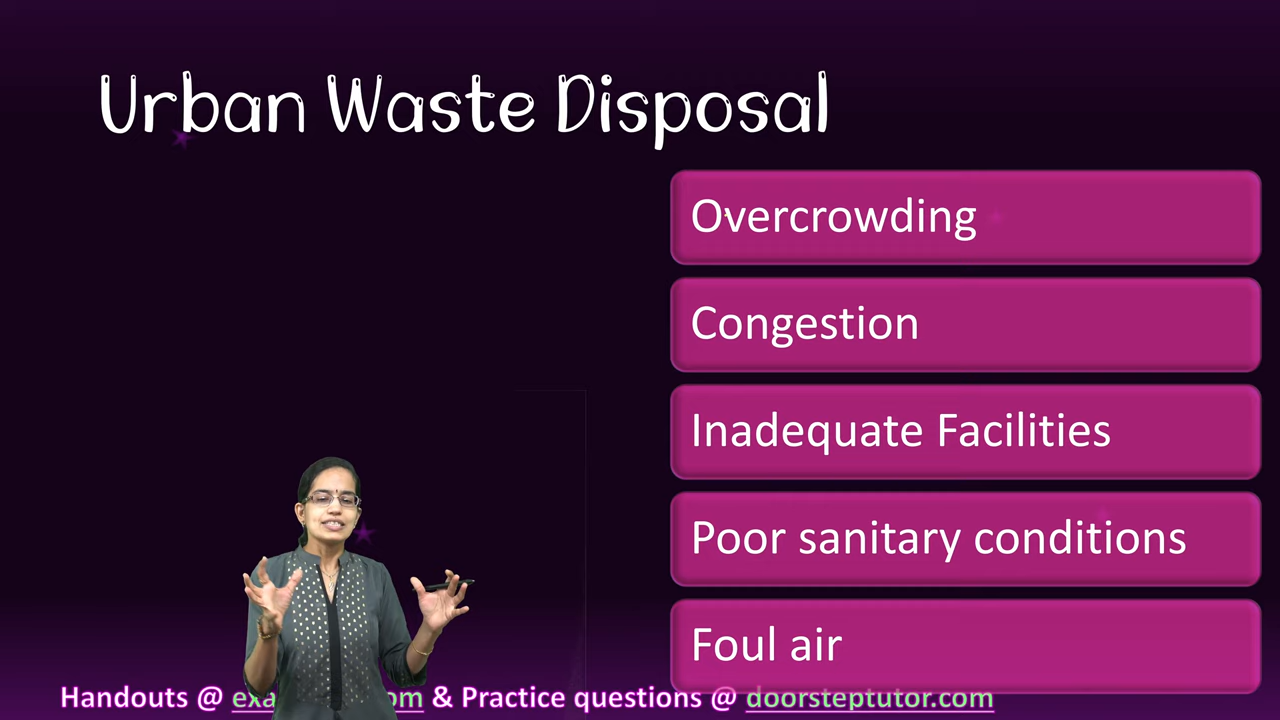 Urban Waste Disposal
Overcrowding
Congestion
Inadequate Facilities
Poor sanitary conditions
Foul air
Handouts @ & Practice questions @ doorsteptutor.com